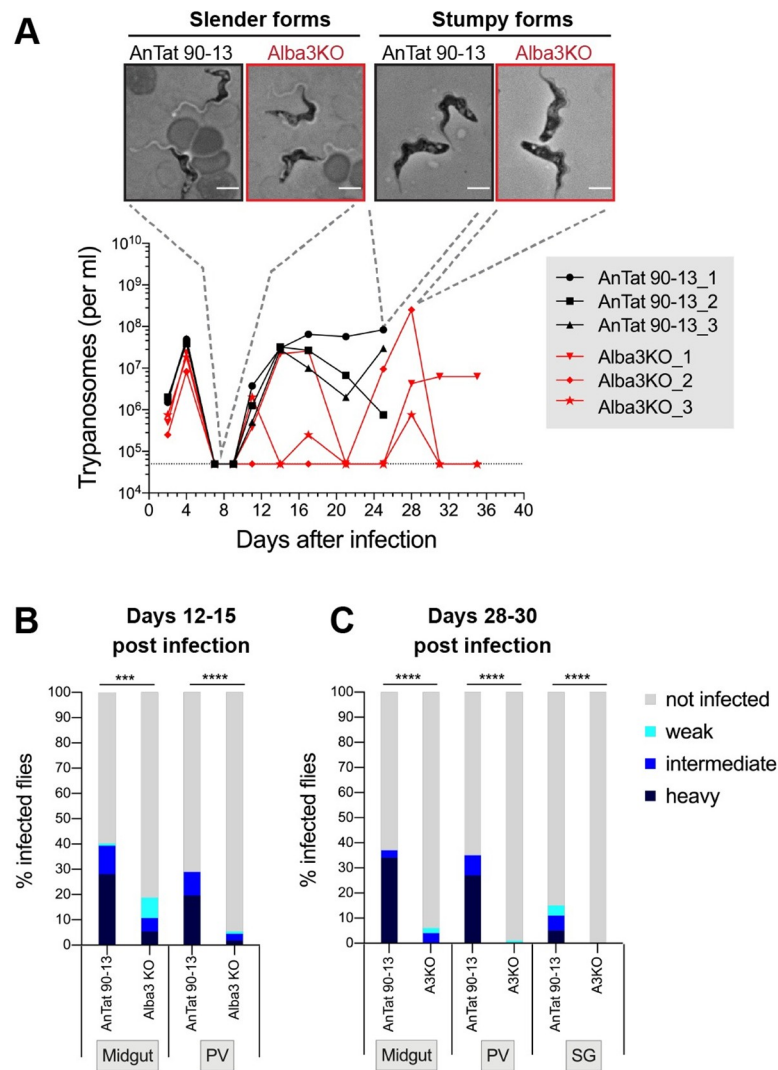 A
Slender forms
Stumpy forms
AnTat 90-13
Alba3KO
AnTat 90-13
Alba3KO
Trypanosomes (per ml)
10¹⁰
10⁹
10⁸
10⁷
10⁶
10⁵
10⁴
0 4 8 12 16 20 24 28 32 36 40
Days after infection
AnTat 90-13_1
AnTat 90-13_2
AnTat 90-13_3
Alba3KO_1
Alba3KO_2
Alba3KO_3
B
Days 12-15
post infection
*** ****
% infected flies
100
90
80
70
60
50
40
30
20
10
0
AnTat 90-13
Alba3 KO
AnTat 90-13
Alba3 KO
Midgut
PV
C
Days 28-30
post infection
**** **** ****
% infected flies
100
90
80
70
60
50
40
30
20
10
0
AnTat 90-13
A3KO
AnTat 90-13
A3KO
AnTat 90-13
A3KO
Midgut
PV
SG
not infected
weak
intermediate
heavy